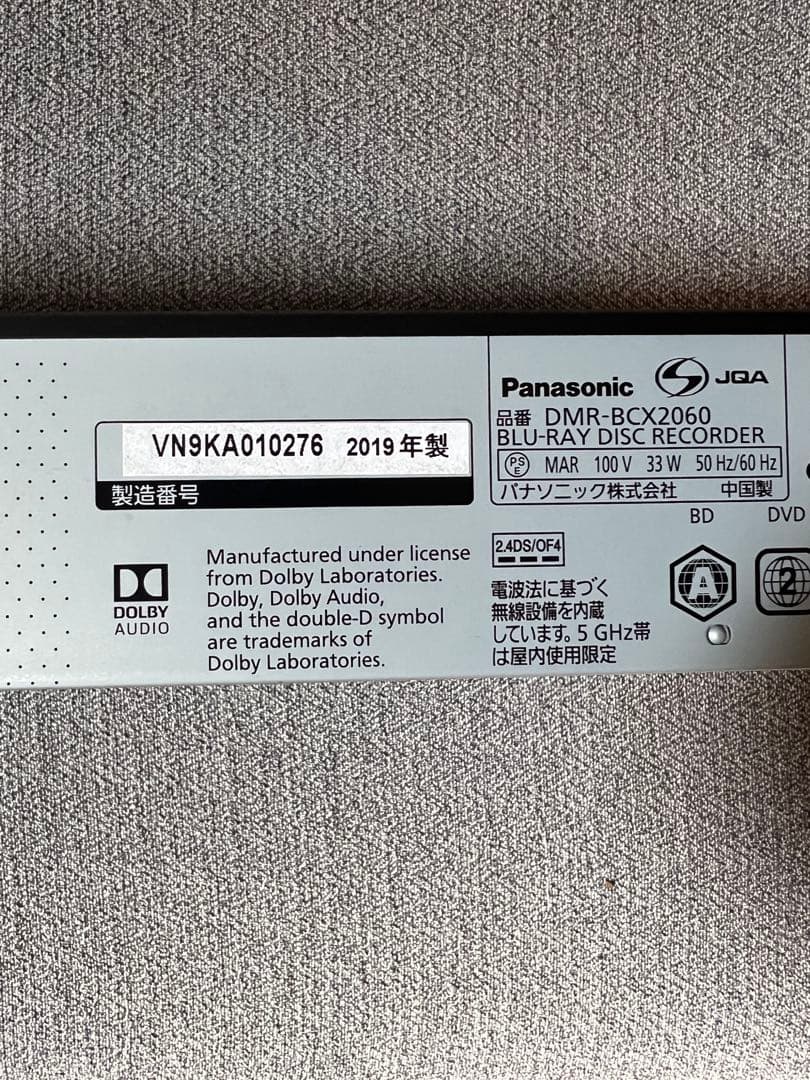 VN9KA010276 2019年製
製造番号
Panasonic
JQA
品番 DMR-BCX2060
BLU-RAY DISC RECORDER
PS
E
MAR 100 V 33 W 50 Hz/60 Hz
パナソニック株式会社 中国製
DOLBY
AUDIO
Manufactured under license
from Dolby Laboratories.
Dolby, Dolby Audio,
and the double-D symbol
are trademarks of
Dolby Laboratories.
2.4DS/OF4
電波法に基づく
無線設備を内蔵
しています。5 GHz帯
は屋内使用限定
BD DVD
A 2